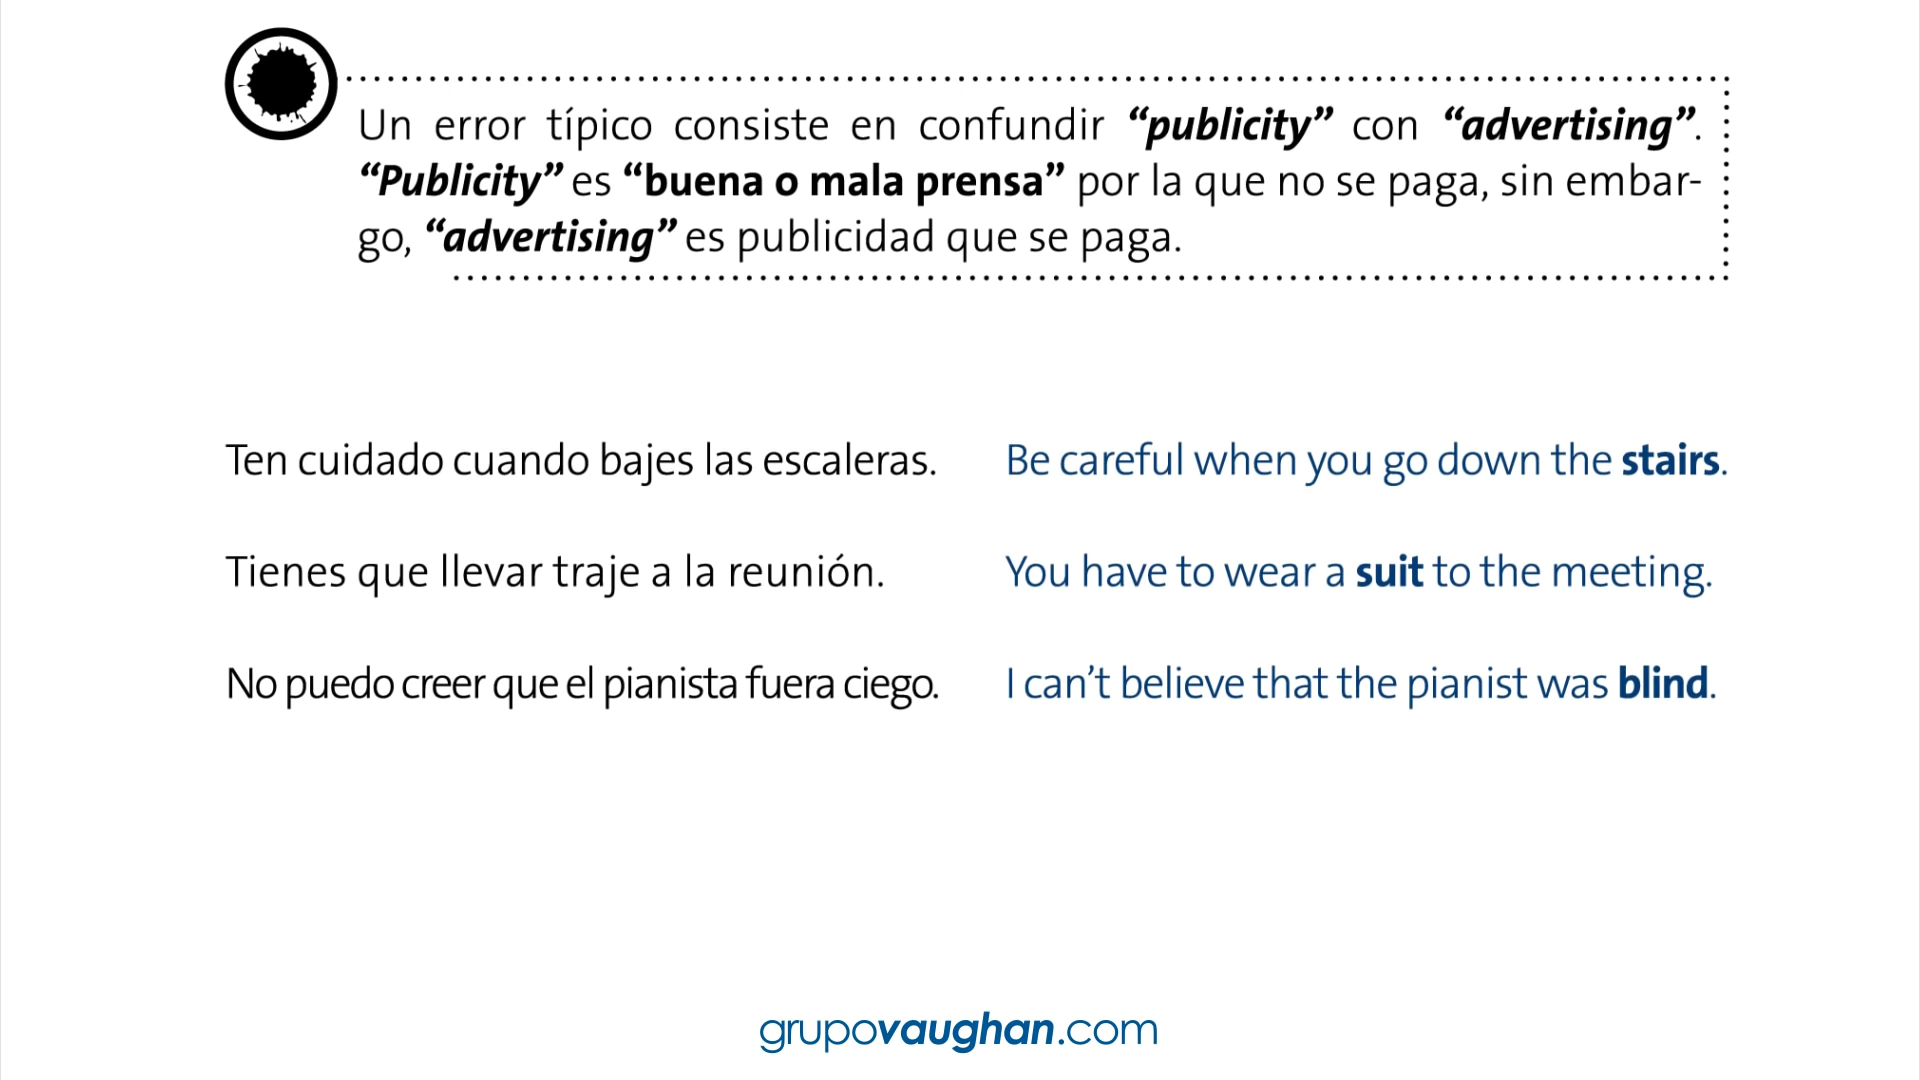 Un error típico consiste en confundir “publicity” con “advertising”.
“Publicity” es “buena o mala prensa” por la que no se paga, sin embar-
go, “advertising” es publicidad que se paga.
Ten cuidado cuando bajes las escaleras. Be careful when you go down the stairs.
Tienes que llevar traje a la reunión. You have to wear a suit to the meeting.
No puedo creer que el pianista fuera ciego. I can’t believe that the pianist was blind.
grupovaughan.com